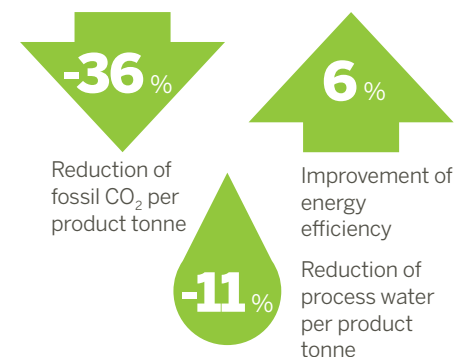 -36 %
Reduction of
fossil CO₂ per
product tonne
6 %
Improvement of
energy
efficiency
-11 %
Reduction of
process water
per product
tonne